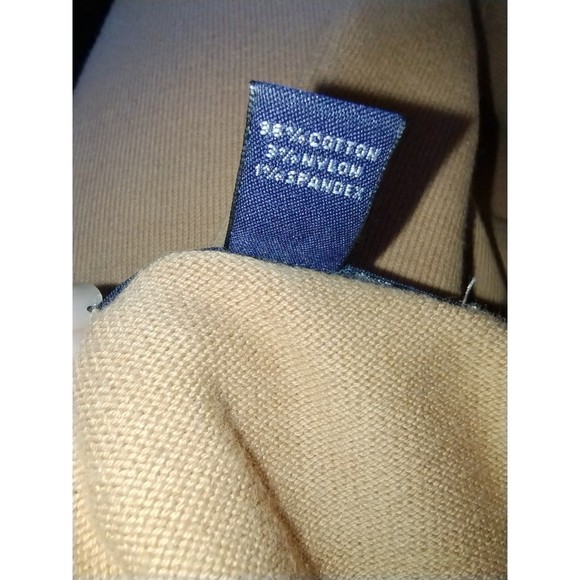 96% COTTON
3% NYLON
1% SPANDEX